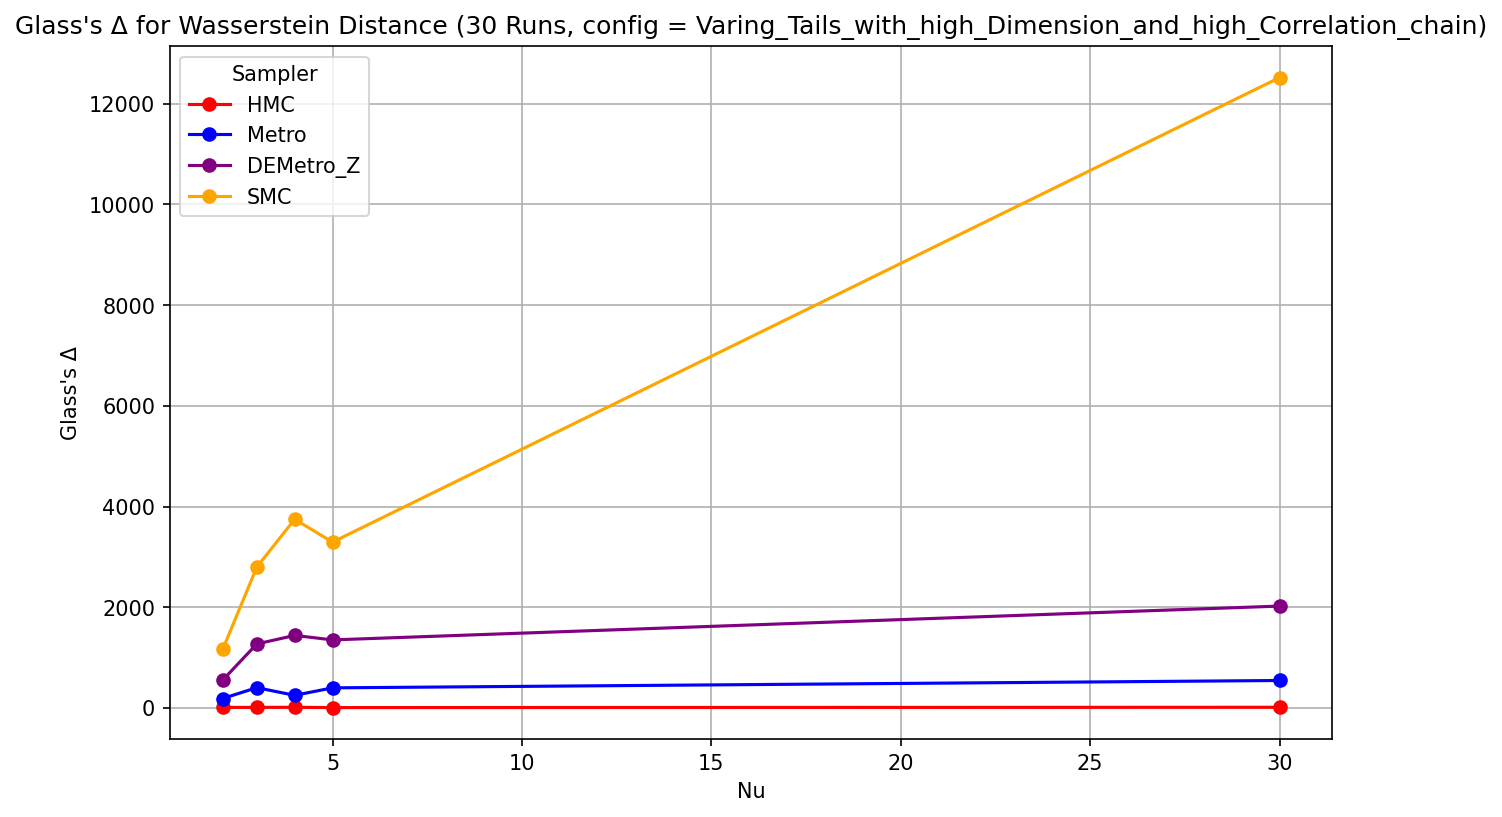 Glass's Δ for Wasserstein Distance (30 Runs, config = Varing_Tails_with_high_Dimension_and_high_Correlation_chain)
Sampler
HMC
Metro
DEMetro_Z
SMC
12000
10000
8000
6000
4000
2000
0
Glass's Δ
5
10
15
20
25
30
Nu